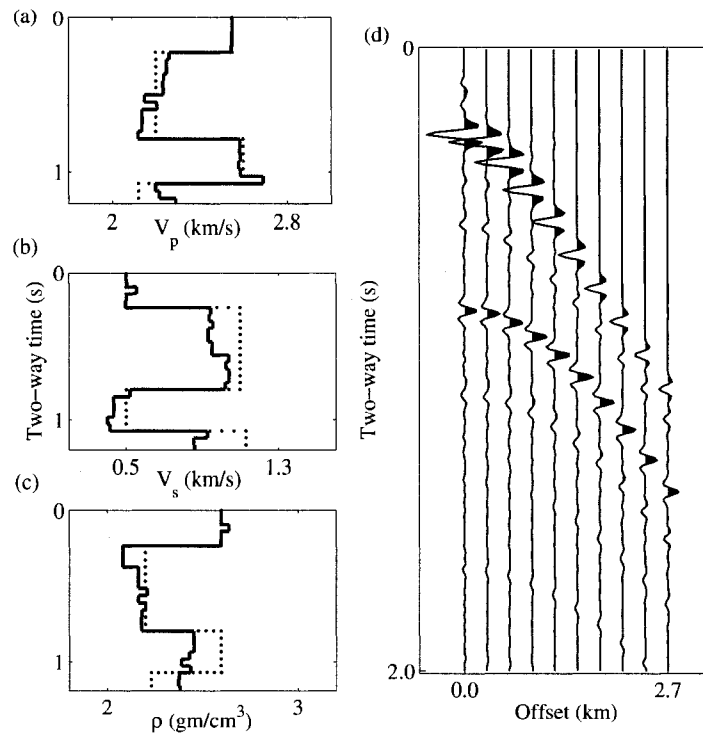 (a)
0
1
2
2.8
V_p (km/s)
(b)
0
1
0.5
1.3
V_s (km/s)
Two-way time (s)
(c)
0
1
2
3
ρ (gm/cm³)
(d)
0
2.0
Two-way time (s)
0.0
2.7
Offset (km)